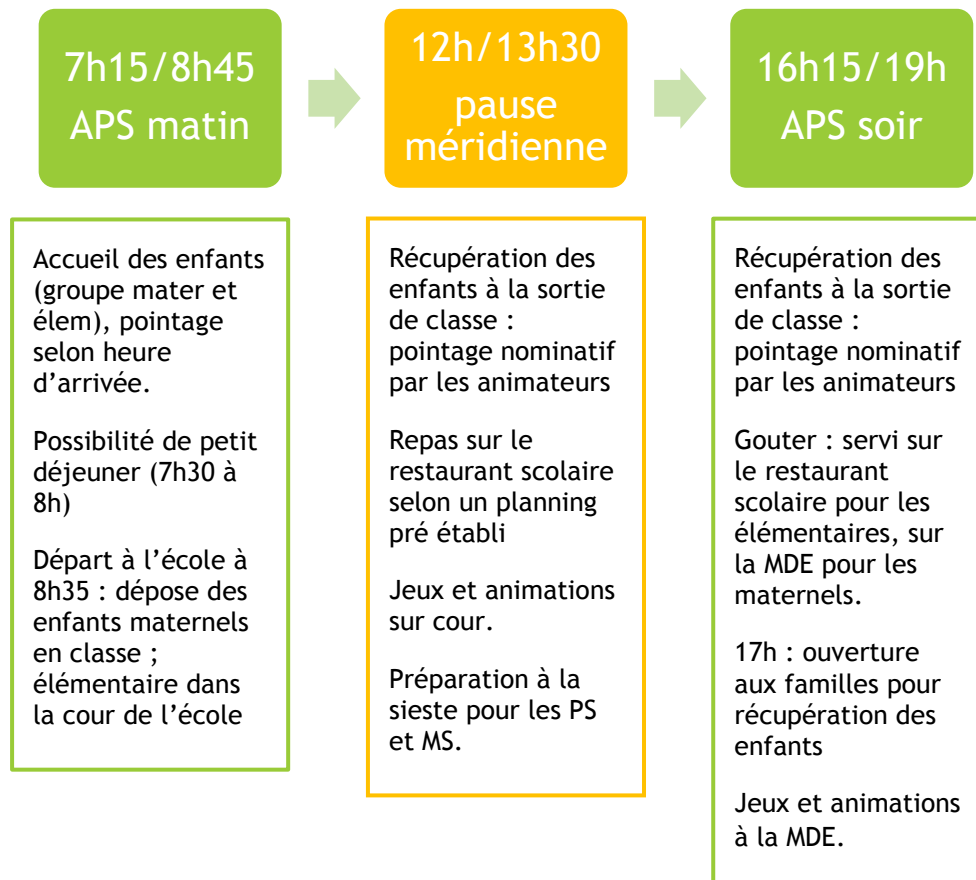 7h15/8h45
APS matin
12h/13h30
pause
méridienne
16h15/19h
APS soir
Accueil des enfants
(groupe mater et
élem), pointage
selon heure
d’arrivée.
Possibilité de petit
déjeuner (7h30 à
8h)
Départ à l’école à
8h35 : dépose des
enfants maternels
en classe ;
élémentaire dans
la cour de l’école
Récupération des
enfants à la sortie
de classe :
pointage nominatif
par les animateurs
Repas sur le
restaurant scolaire
selon un planning
pré établi
Jeux et animations
sur cour.
Préparation à la
sieste pour les PS
et MS.
Récupération des
enfants à la sortie
de classe :
pointage nominatif
par les animateurs
Gouter : servi sur
le restaurant
scolaire pour les
élémentaires, sur
la MDE pour les
maternels.
17h : ouverture
aux familles pour
récupération des
enfants
Jeux et animations
à la MDE.